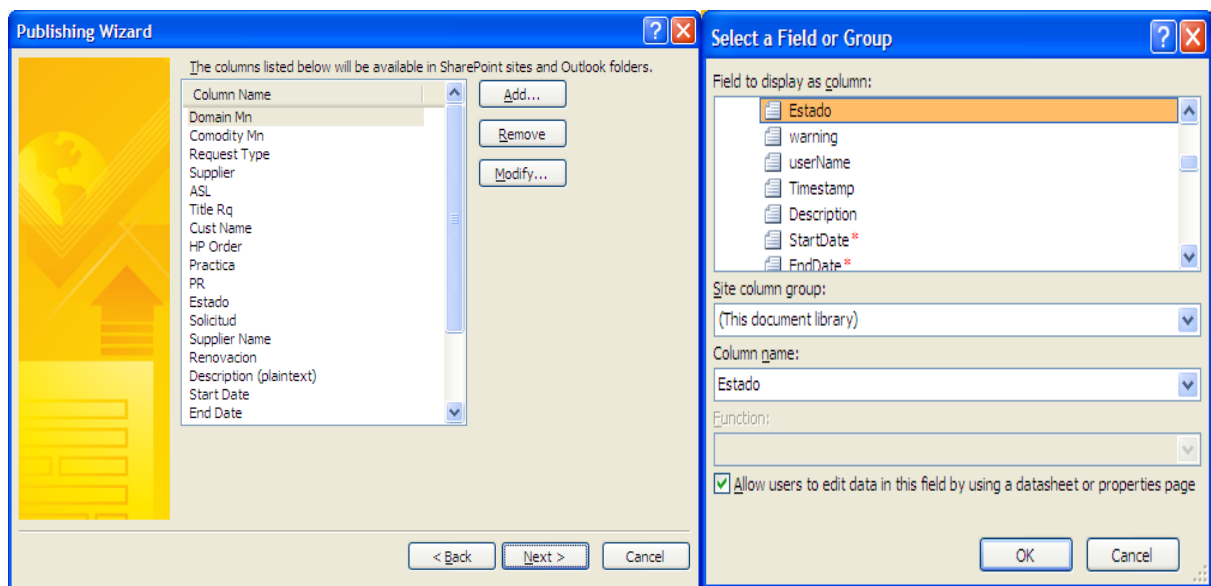 Publishing Wizard
The columns listed below will be available in SharePoint sites and Outlook folders.
Column Name
Domain Mn
Comodity Mn
Request Type
Supplier
ASL
Title Rq
Cust Name
HP Order
Practica
PR
Estado
Solicitud
Supplier Name
Renovacion
Description (plaintext)
Start Date
End Date
Add...
Remove
Modify...
< Back
Next >
Cancel
Select a Field or Group
Field to display as column:
Estado
warning
userName
Timestamp
Description
StartDate *
EndDate *
Site column group:
(This document library)
Column name:
Estado
Function:
Allow users to edit data in this field by using a datasheet or properties page
OK
Cancel